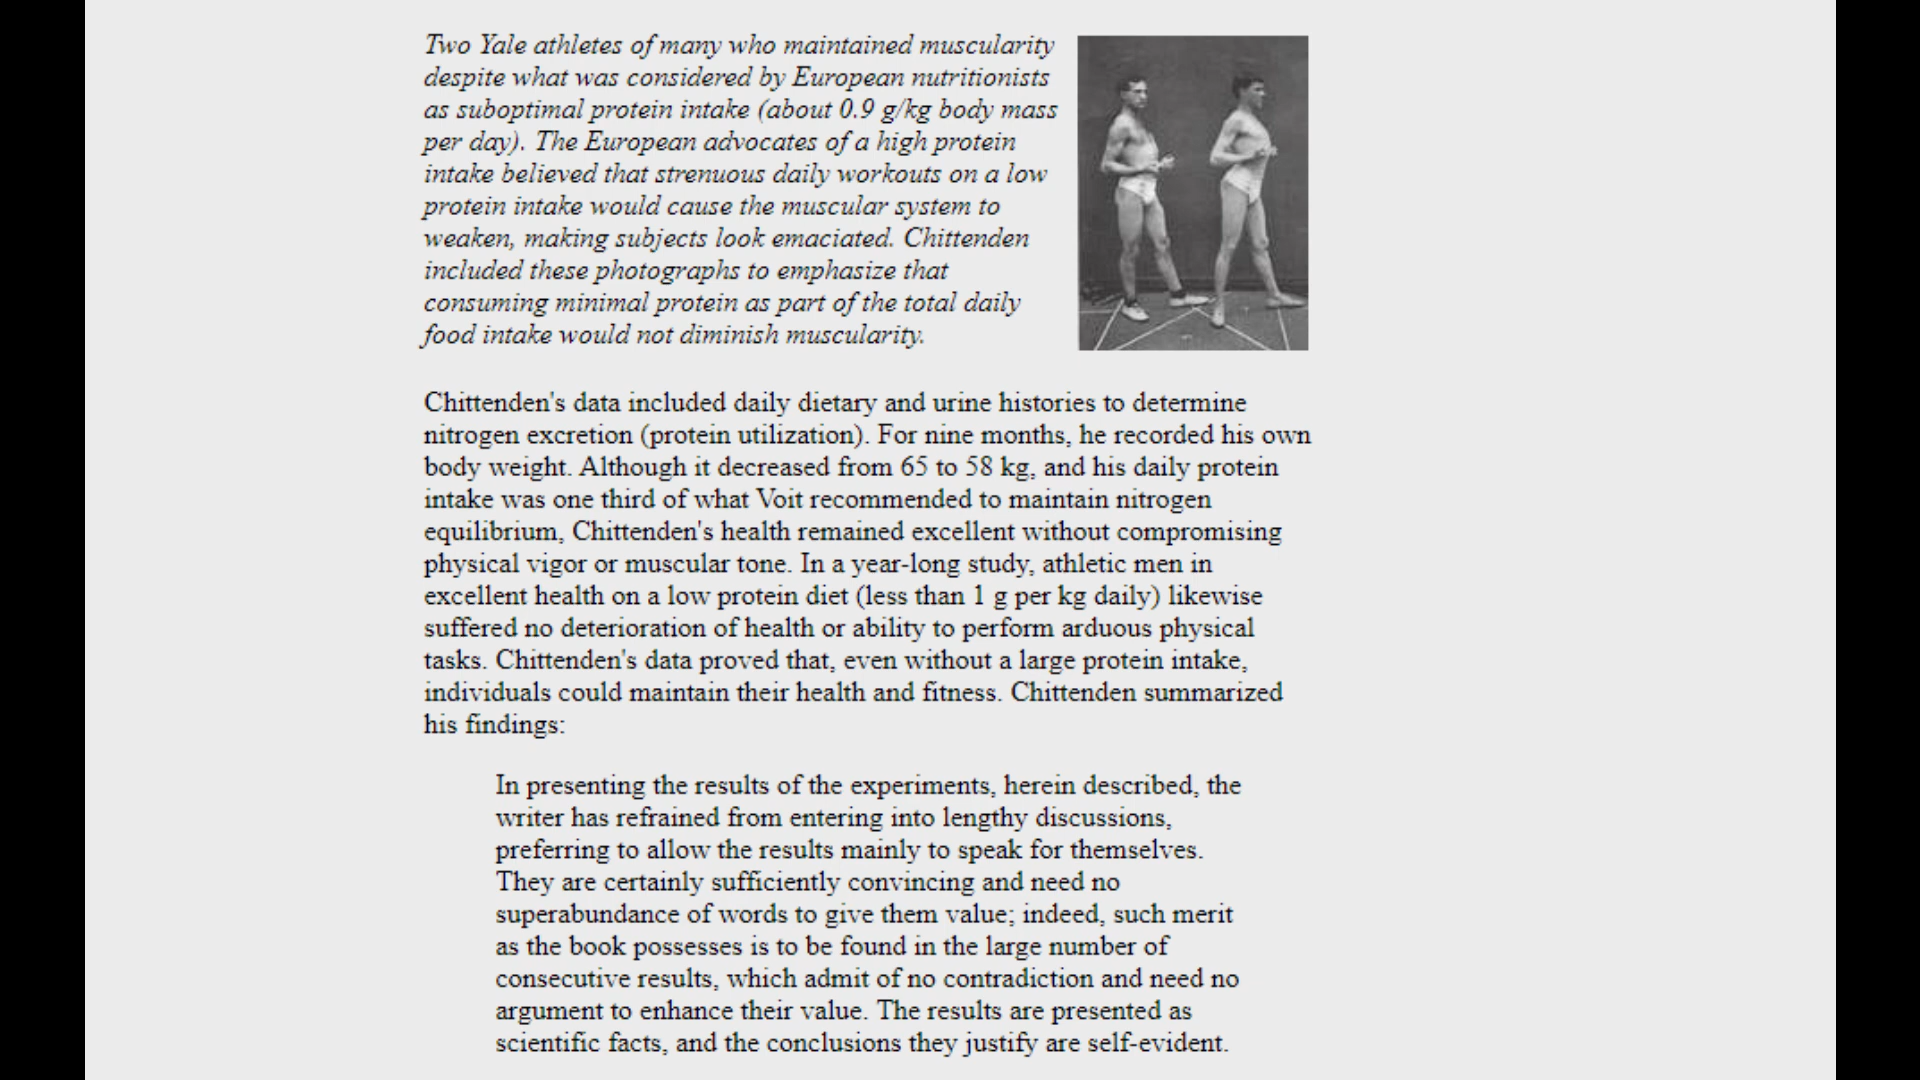 Two Yale athletes of many who maintained muscularity
despite what was considered by European nutritionists
as suboptimal protein intake (about 0.9 g/kg body mass
per day). The European advocates of a high protein
intake believed that strenuous daily workouts on a low
protein intake would cause the muscular system to
weaken, making subjects look emaciated. Chittenden
included these photographs to emphasize that
consuming minimal protein as part of the total daily
food intake would not diminish muscularity.
Chittenden's data included daily dietary and urine histories to determine
nitrogen excretion (protein utilization). For nine months, he recorded his own
body weight. Although it decreased from 65 to 58 kg, and his daily protein
intake was one third of what Voit recommended to maintain nitrogen
equilibrium, Chittenden's health remained excellent without compromising
physical vigor or muscular tone. In a year-long study, athletic men in
excellent health on a low protein diet (less than 1 g per kg daily) likewise
suffered no deterioration of health or ability to perform arduous physical
tasks. Chittenden's data proved that, even without a large protein intake,
individuals could maintain their health and fitness. Chittenden summarized
his findings:
In presenting the results of the experiments, herein described, the
writer has refrained from entering into lengthy discussions,
preferring to allow the results mainly to speak for themselves.
They are certainly sufficiently convincing and need no
superabundance of words to give them value; indeed, such merit
as the book possesses is to be found in the large number of
consecutive results, which admit of no contradiction and need no
argument to enhance their value. The results are presented as
scientific facts, and the conclusions they justify are self-evident.